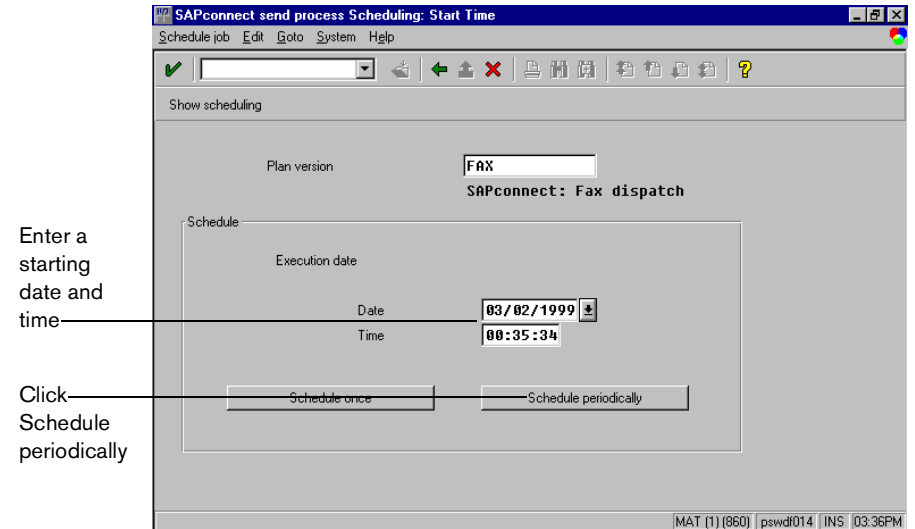 SAPconnect send process Scheduling: Start Time
Schedule job Edit Goto System Help
Show scheduling
Plan version FAX
SAPconnect: Fax dispatch
Schedule
Execution date
Enter a
starting
date and
time
Date 03/02/1999
Time 00:35:34
Click
Schedule
periodically
Schedule once Schedule periodically
MAT (1) (860) pswdf014 INS 03:36PM